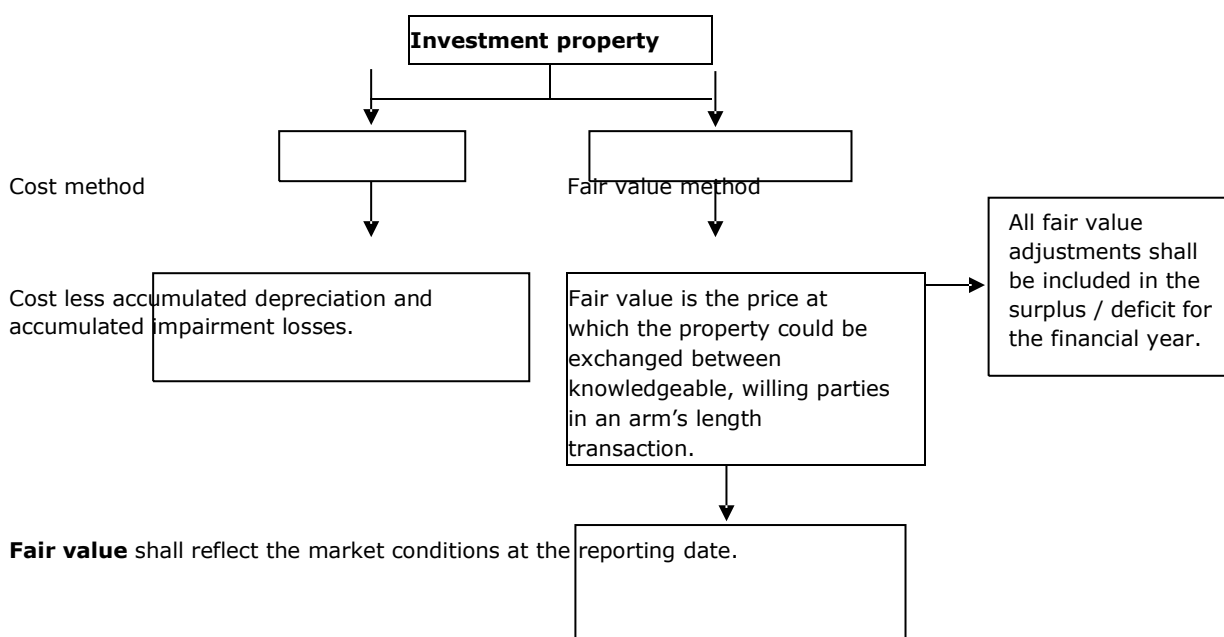 Investment property
Cost method
Fair value method
All fair value
adjustments shall
be included in the
surplus / deficit for
the financial year.
Cost less accumulated depreciation and
accumulated impairment losses.
Fair value is the price at
which the property could be
exchanged between
knowledgeable, willing parties
in an arm’s length
transaction.
Fair value shall reflect the market conditions at the reporting date.